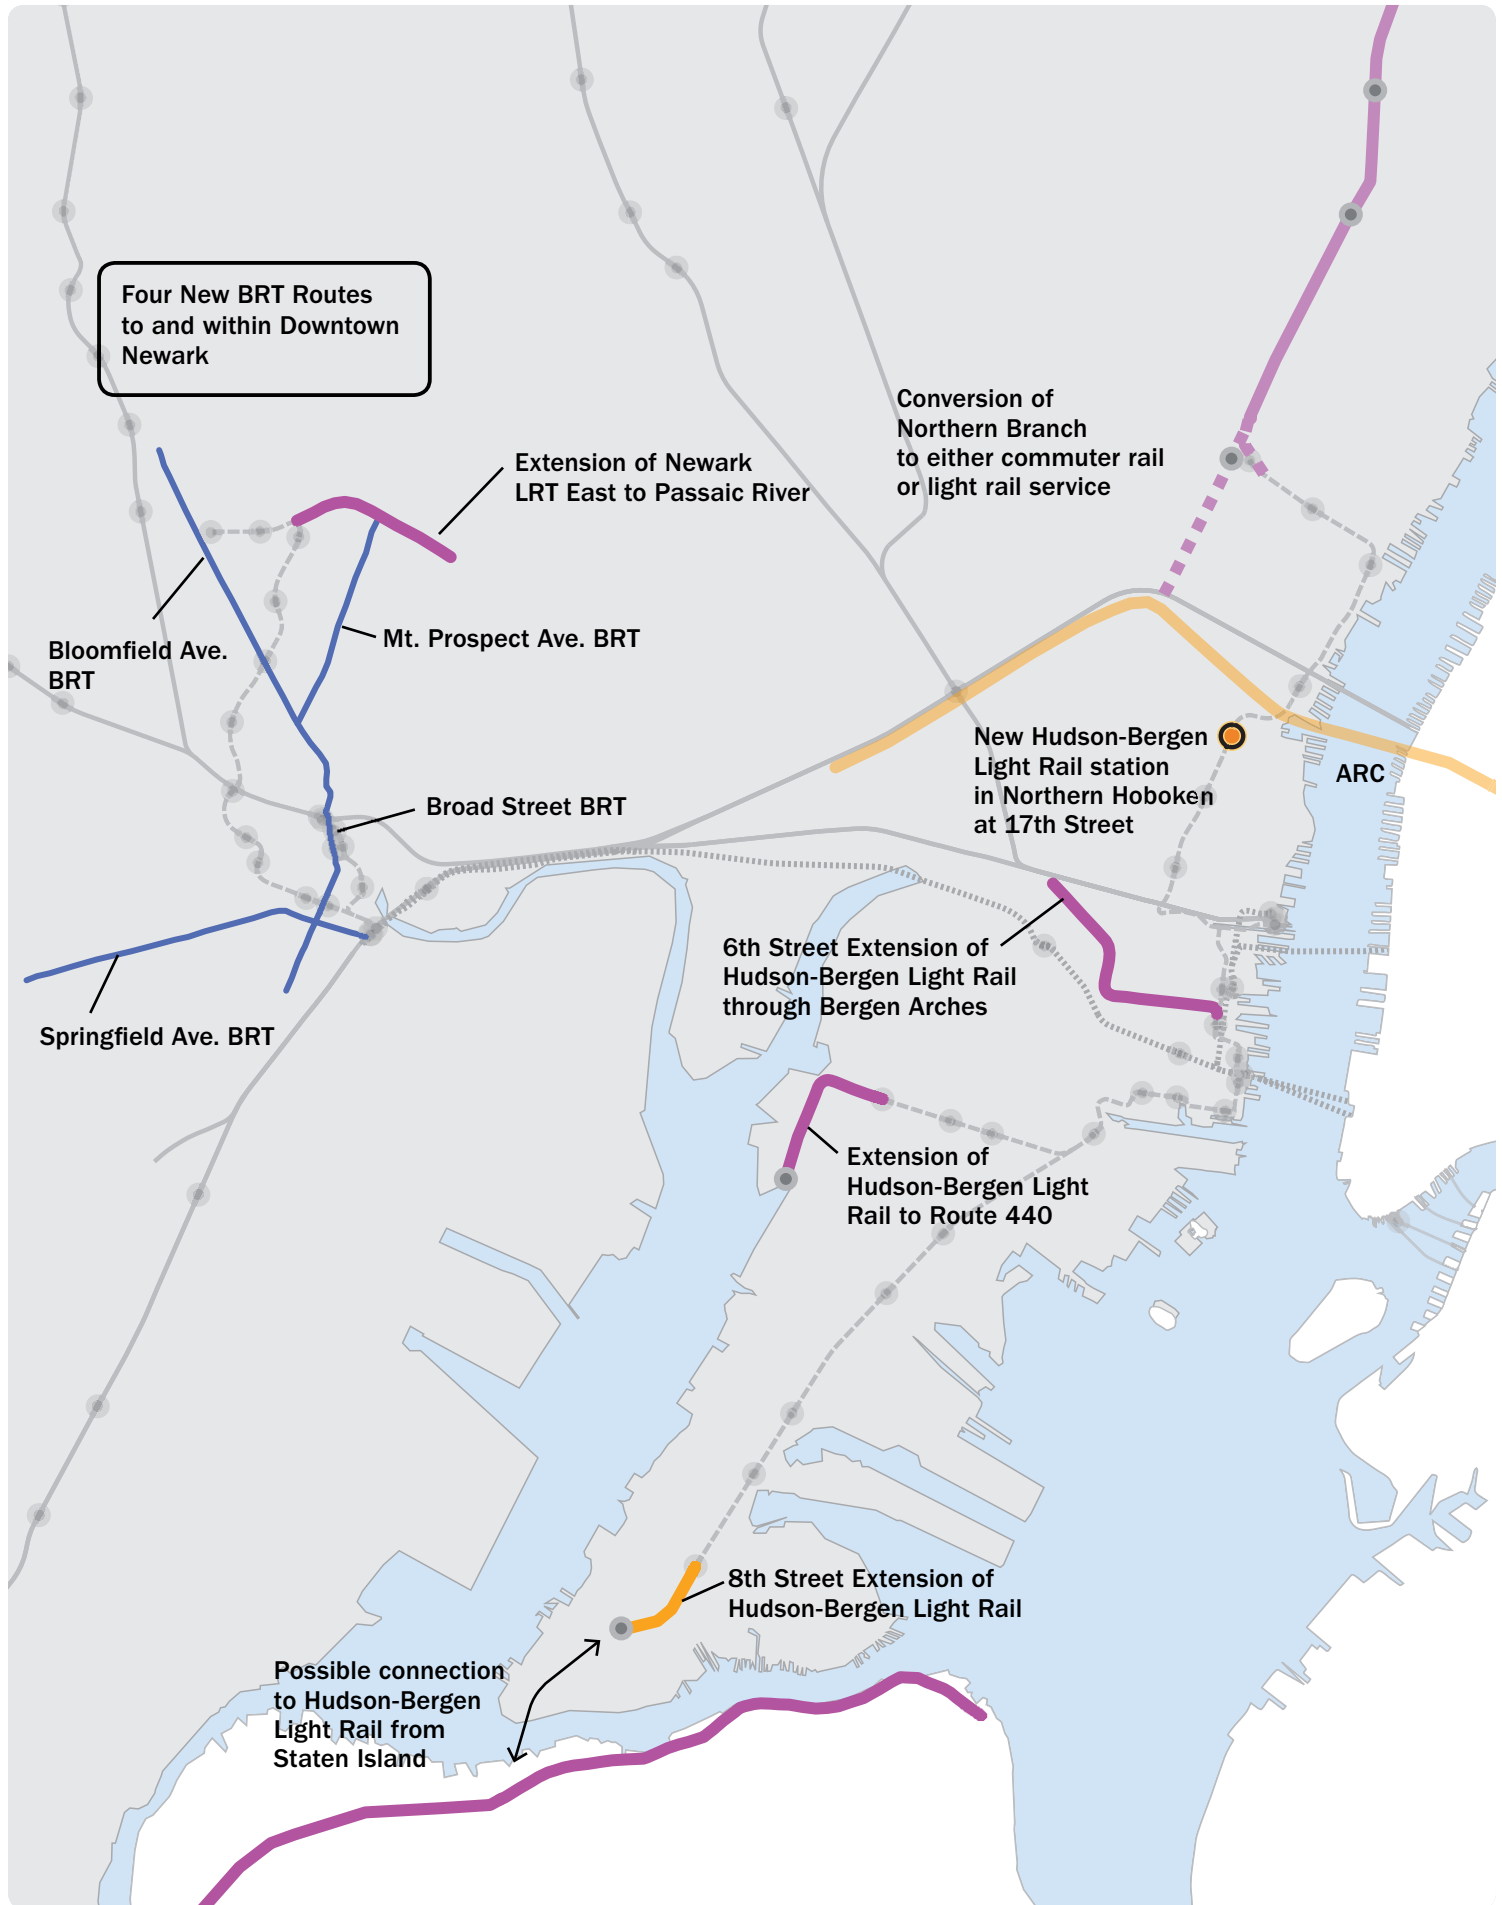 Four New BRT Routes
to and within Downtown
Newark
Conversion of
Northern Branch
to either commuter rail
or light rail service
Extension of Newark
LRT East to Passaic River
Bloomfield Ave.
BRT
Mt. Prospect Ave. BRT
New Hudson-Bergen
Light Rail station
in Northern Hoboken
at 17th Street
ARC
Broad Street BRT
6th Street Extension of
Hudson-Bergen Light Rail
through Bergen Arches
Springfield Ave. BRT
Extension of
Hudson-Bergen Light
Rail to Route 440
8th Street Extension of
Hudson-Bergen Light Rail
Possible connection
to Hudson-Bergen
Light Rail from
Staten Island